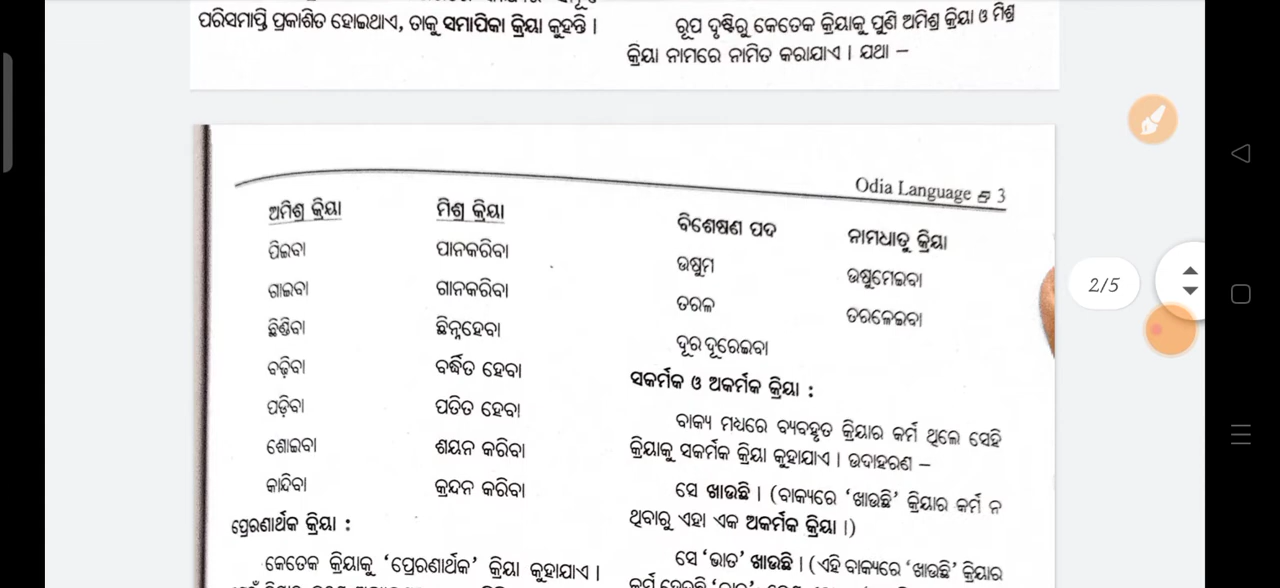 ପରିସମାପ୍ତି ପ୍ରକାଶିତ ହୋଇଥାଏ, ତାକୁ ସମାପିକା କ୍ରିୟା କୁହନ୍ତି ।
ରୂପ ଦୃଷ୍ଟିରୁ କେତେକ କ୍ରିୟାକୁ ପୁଣି ଅମିଶ୍ର କ୍ରିୟା ଓ ମିଶ୍ର
କ୍ରିୟା ନାମରେ ନାମିତ କରାଯାଏ । ଯଥା –
Odia Language 3
ଅମିଶ୍ର କ୍ରିୟା ମିଶ୍ର କ୍ରିୟା
ପିଇବା ପାନକରିବା
ଗାଇବା ଗାନକରିବା
ଛିଣ୍ଡିବା ଛିନ୍ନହେବା
ବଢ଼ିବା ବର୍ଦ୍ଧିତ ହେବା
ପଡ଼ିବା ପତିତ ହେବା
ଶୋଇବା ଶୟନ କରିବା
କାନ୍ଦିବା କ୍ରନ୍ଦନ କରିବା
ପ୍ରେରଣାର୍ଥକ କ୍ରିୟା :
କେତେକ କ୍ରିୟାକୁ ‘ପ୍ରେରଣାର୍ଥକ’ କ୍ରିୟା କୁହାଯାଏ ।
ବିଶେଷଣ ପଦ ନାମଧାତୁ କ୍ରିୟା
ଉଷୁମ ଉଷୁମେଇବା
ତରଳ ତରଳେଇବା
ଦୂର ଦୂରେଇବା
ସକର୍ମକ ଓ ଅକର୍ମକ କ୍ରିୟା :
ବାକ୍ୟ ମଧ୍ୟରେ ବ୍ୟବହୃତ କ୍ରିୟାର କର୍ମ ଥିଲେ ସେହି
କ୍ରିୟାକୁ ସକର୍ମକ କ୍ରିୟା କୁହାଯାଏ । ଉଦାହରଣ –
ସେ ଖାଉଛି । (ବାକ୍ୟରେ ‘ଖାଉଛି’ କ୍ରିୟାର କର୍ମ ନ
ଥିବାରୁ ଏହା ଏକ ଅକର୍ମକ କ୍ରିୟା ।)
ସେ ‘ଭାତ’ ଖାଉଛି । (ଏହି ବାକ୍ୟରେ ‘ଖାଉଛି’ କ୍ରିୟାର
2/5